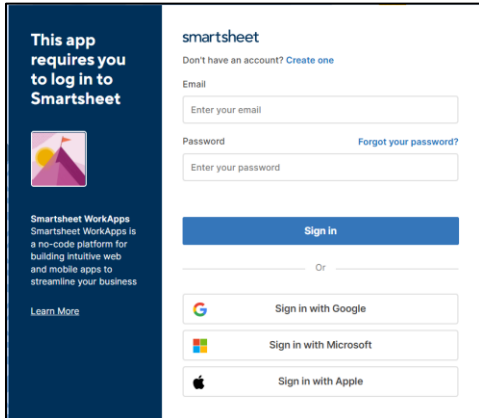 This app
requires you
to log in to
Smartsheet
Smartsheet WorkApps
Smartsheet WorkApps is
a no-code platform for
building intuitive web
and mobile apps to
streamline your business
Learn More
smartsheet
Don't have an account? Create one
Email
Enter your email
Password Forgot your password?
Enter your password
Sign in
Or
Sign in with Google
Sign in with Microsoft
Sign in with Apple